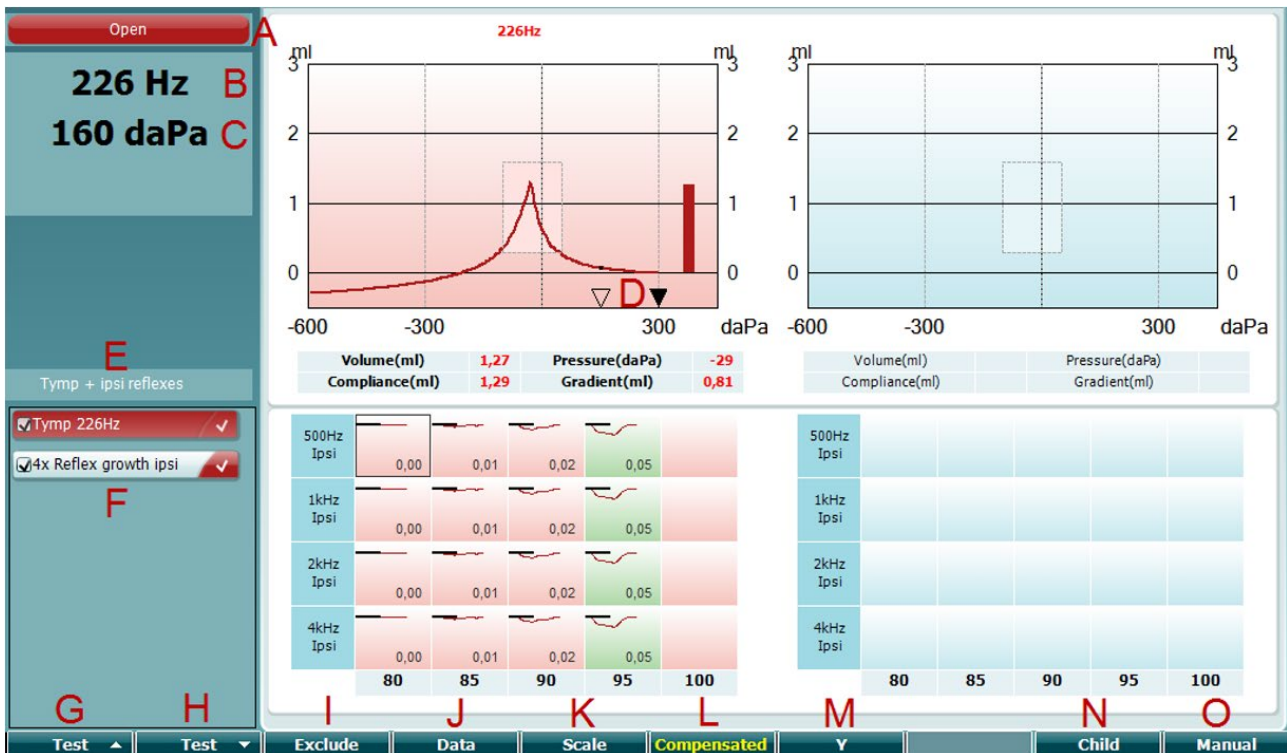 Open
A
226 Hz B
160 daPa C
E
Tymp + ipsi reflexes
Tymp 226Hz
4x Reflex growth ipsi
F
G H
226Hz
ml ml
3 3
2 2
1 1
0 0
D
-600 -300 300 daPa
Volume(ml) 1,27 Pressure(daPa) -29
Compliance(ml) 1,29 Gradient(ml) 0,81
ml ml
3 3
2 2
1 1
0 0
-600 -300 300 daPa
Volume(ml) Pressure(daPa)
Compliance(ml) Gradient(ml)
500Hz
Ipsi
0,00 0,01 0,02 0,05
1kHz
Ipsi
0,00 0,01 0,02 0,05
2kHz
Ipsi
0,00 0,01 0,02 0,05
4kHz
Ipsi
0,00 0,01 0,02 0,05
80 85 90 95 100
500Hz
Ipsi
1kHz
Ipsi
2kHz
Ipsi
4kHz
Ipsi
80 85 90 95 100
I J K L M N O
Test Test Exclude Data Scale Compensated Y Child Manual